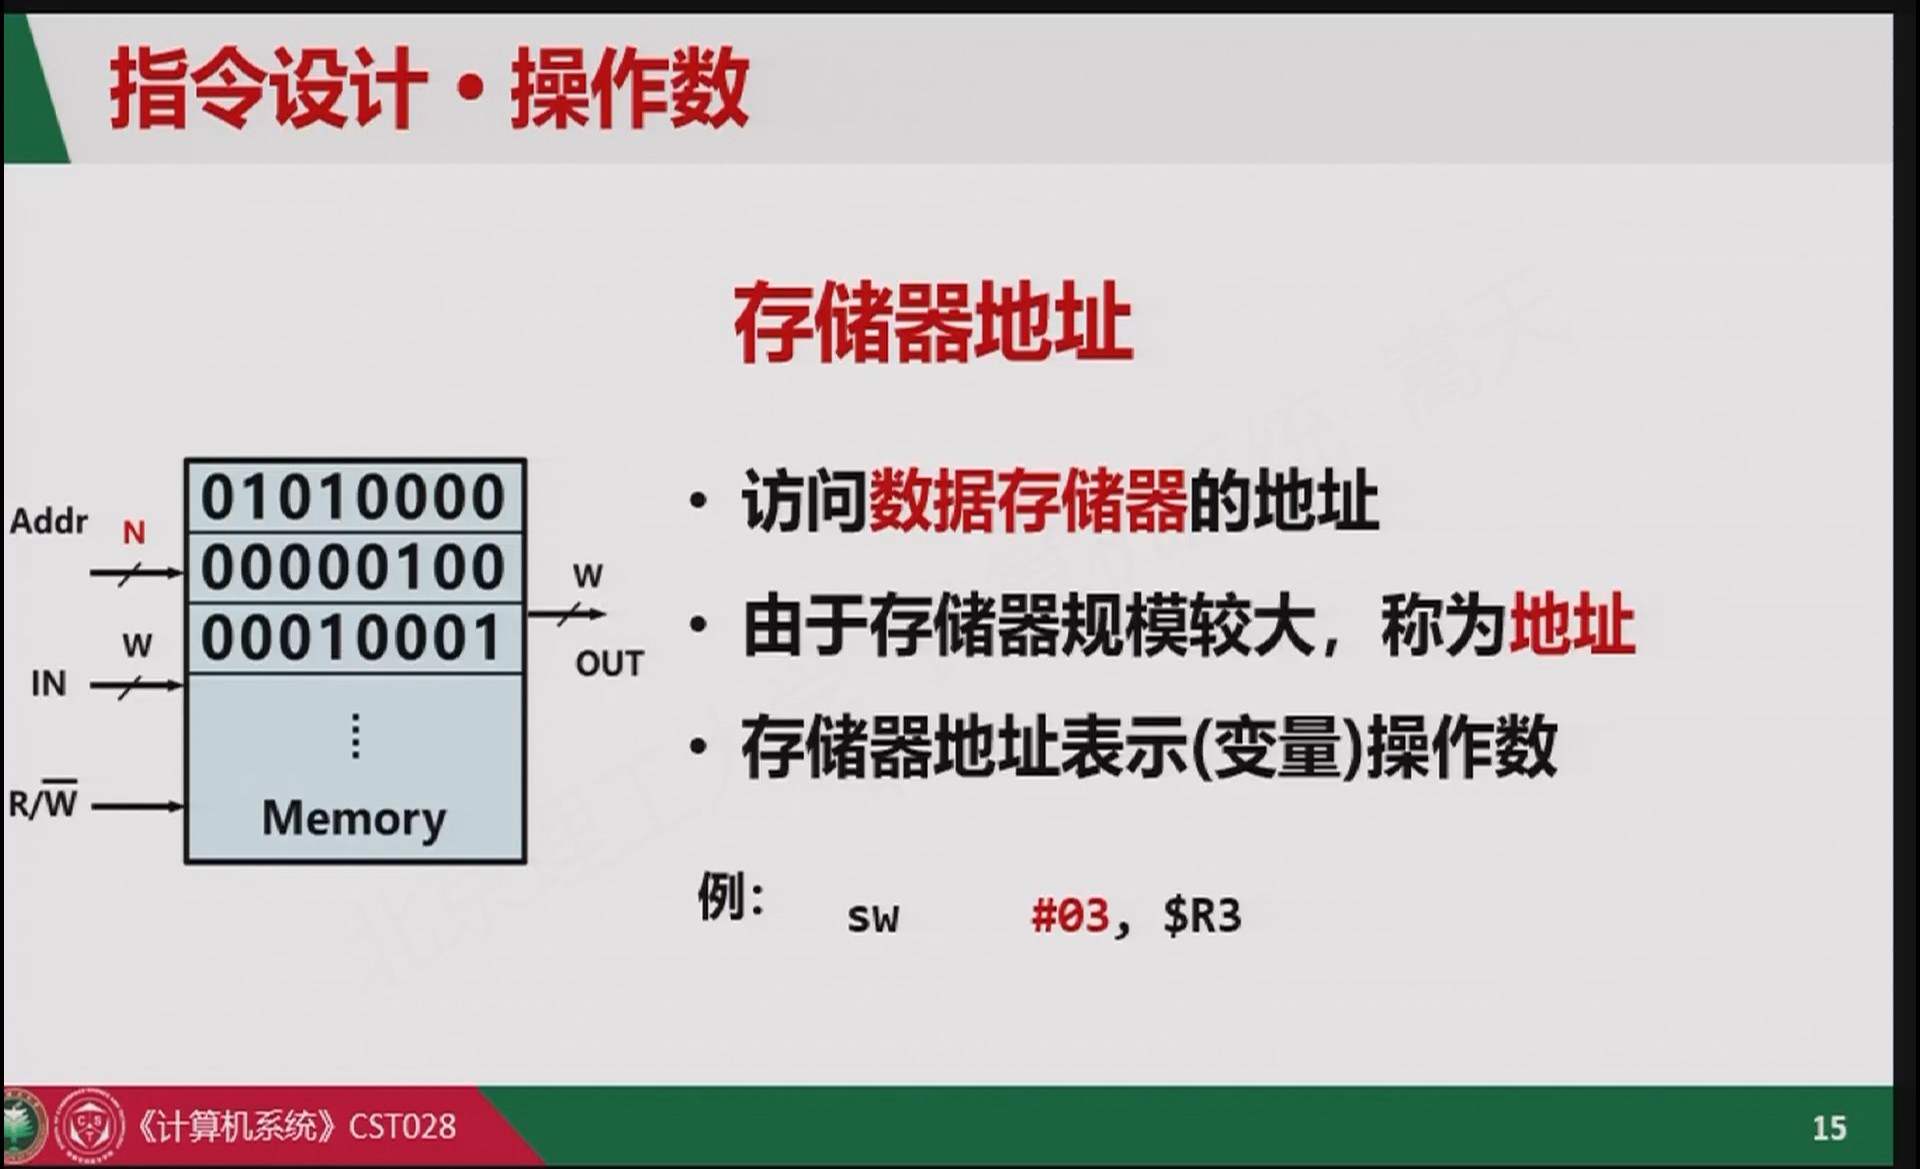 指令设计·操作数
存储器地址
Addr N
IN W
R/W̅
01010000
00000100
00010001
⋮
Memory
W
OUT
• 访问数据存储器的地址
• 由于存储器规模较大，称为地址
• 存储器地址表示(变量)操作数
例： sw #03, $R3
《计算机系统》CST028
15